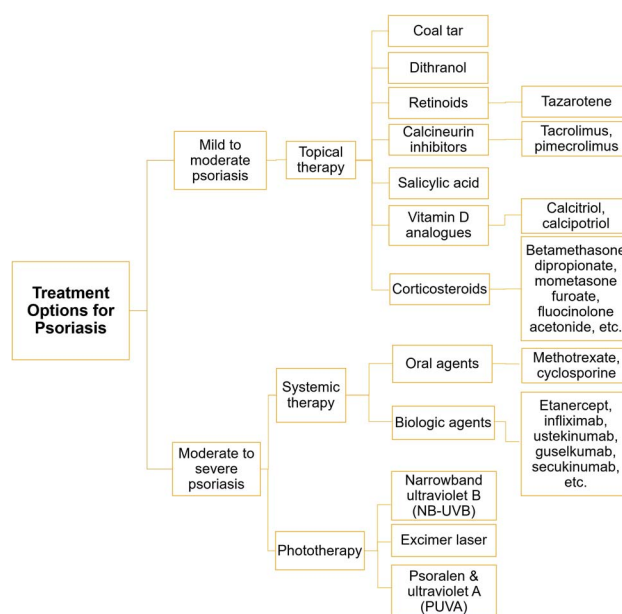 Treatment
Options for
Psoriasis
Mild to
moderate
psoriasis
Topical
therapy
Coal tar
Dithranol
Retinoids
Tazarotene
Calcineurin
inhibitors
Tacrolimus,
pimecrolimus
Salicylic acid
Vitamin D
analogues
Calcitriol,
calcipotriol
Corticosteroids
Betamethasone
dipropionate,
mometasone
furoate,
fluocinolone
acetonide, etc.
Moderate to
severe
psoriasis
Systemic
therapy
Oral agents
Methotrexate,
cyclosporine
Biologic agents
Etanercept,
infliximab,
ustekinumab,
guselkumab,
secukinumab,
etc.
Phototherapy
Narrowband
ultraviolet B
(NB-UVB)
Excimer laser
Psoralen &
ultraviolet A
(PUVA)